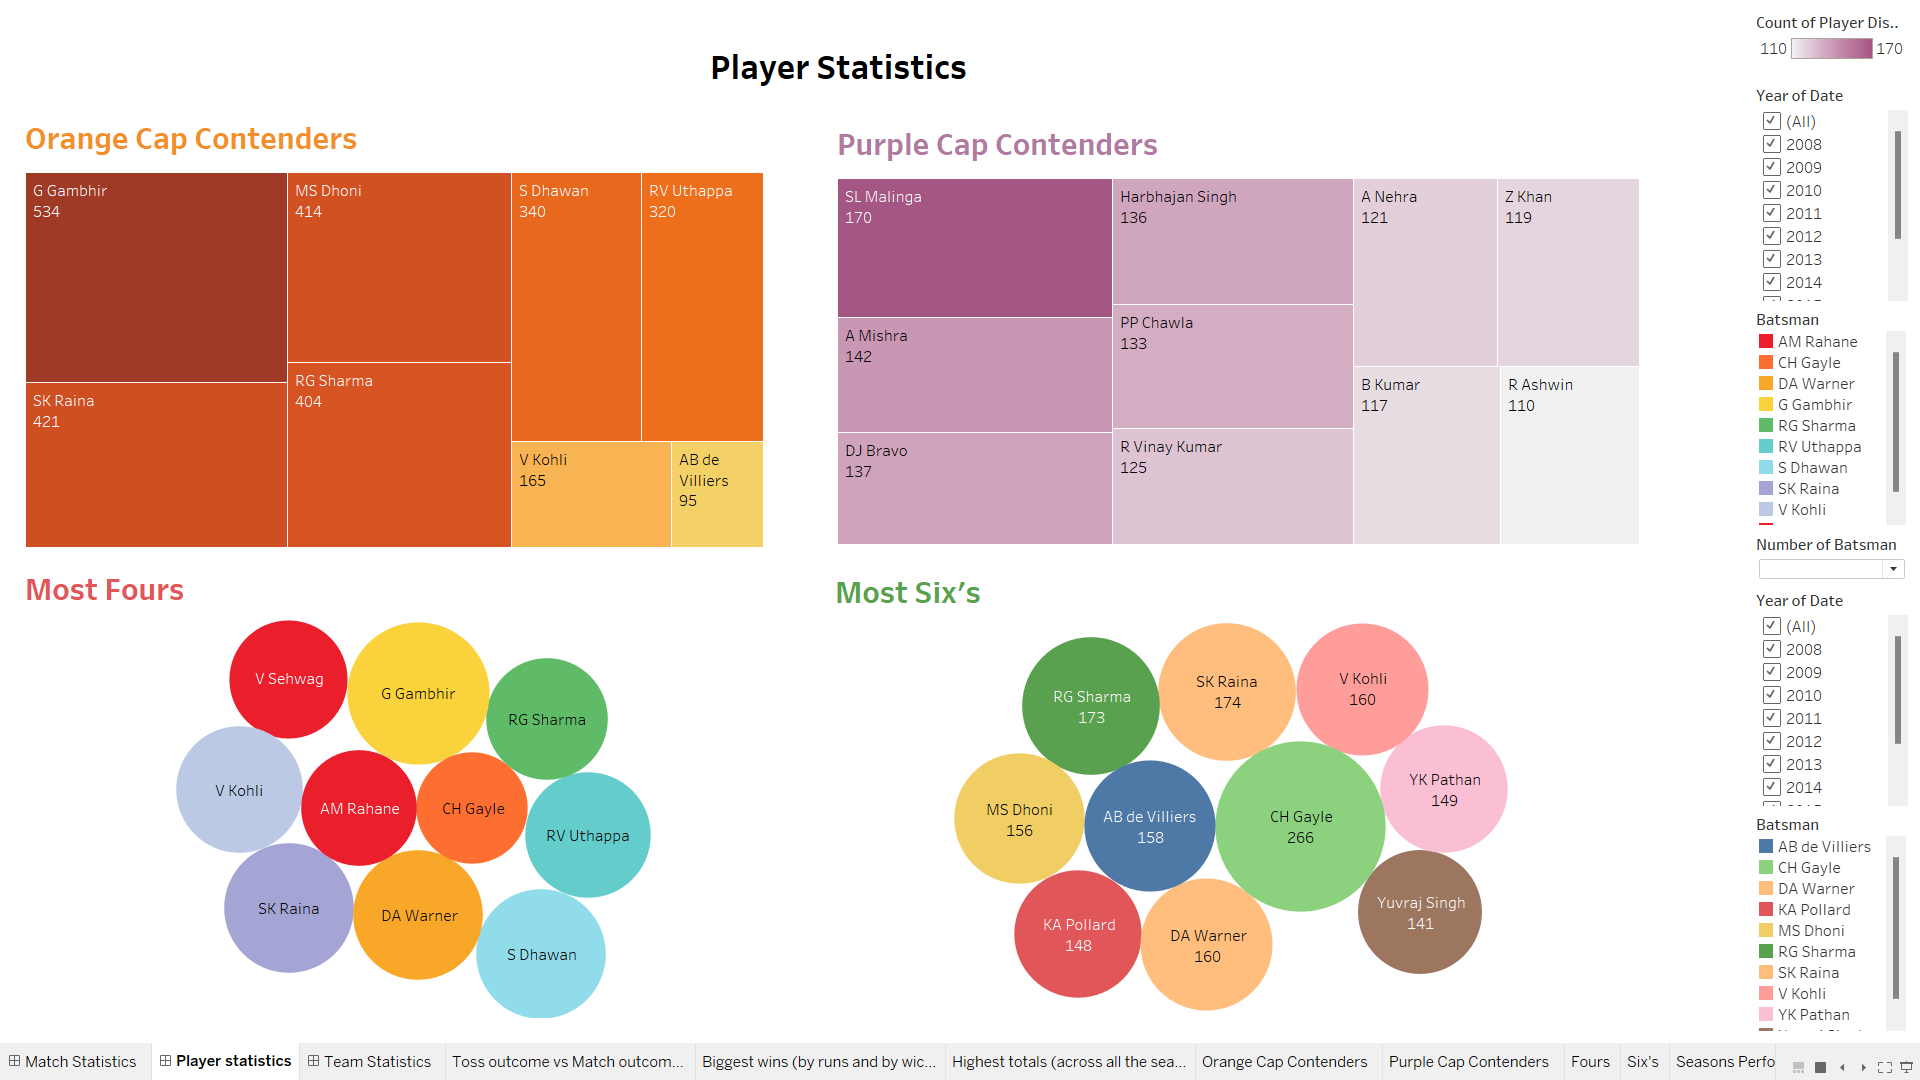 Player Statistics
Orange Cap Contenders
G Gambhir
534
MS Dhoni
414
S Dhawan
340
RV Uthappa
320
SK Raina
421
RG Sharma
404
V Kohli
165
AB de
Villiers
95
Purple Cap Contenders
SL Malinga
170
Harbhajan Singh
136
A Nehra
121
Z Khan
119
A Mishra
142
PP Chawla
133
B Kumar
117
R Ashwin
110
DJ Bravo
137
R Vinay Kumar
125
Most Fours
V Sehwag
G Gambhir
RG Sharma
V Kohli
AM Rahane
CH Gayle
RV Uthappa
SK Raina
DA Warner
S Dhawan
Most Six's
RG Sharma
173
SK Raina
174
V Kohli
160
MS Dhoni
156
AB de Villiers
158
CH Gayle
266
YK Pathan
149
KA Pollard
148
DA Warner
160
Yuvraj Singh
141
Count of Player Dis..
110 170
Year of Date
(All)
2008
2009
2010
2011
2012
2013
2014
Batsman
AM Rahane
CH Gayle
DA Warner
G Gambhir
RG Sharma
RV Uthappa
S Dhawan
SK Raina
V Kohli
Number of Batsman
Year of Date
(All)
2008
2009
2010
2011
2012
2013
2014
Batsman
AB de Villiers
CH Gayle
DA Warner
KA Pollard
MS Dhoni
RG Sharma
SK Raina
V Kohli
YK Pathan
Match Statistics
Player statistics
Team Statistics
Toss outcome vs Match outcom...
Biggest wins (by runs and by wic...
Highest totals (across all the sea...
Orange Cap Contenders
Purple Cap Contenders
Fours
Six's
Seasons Perfo